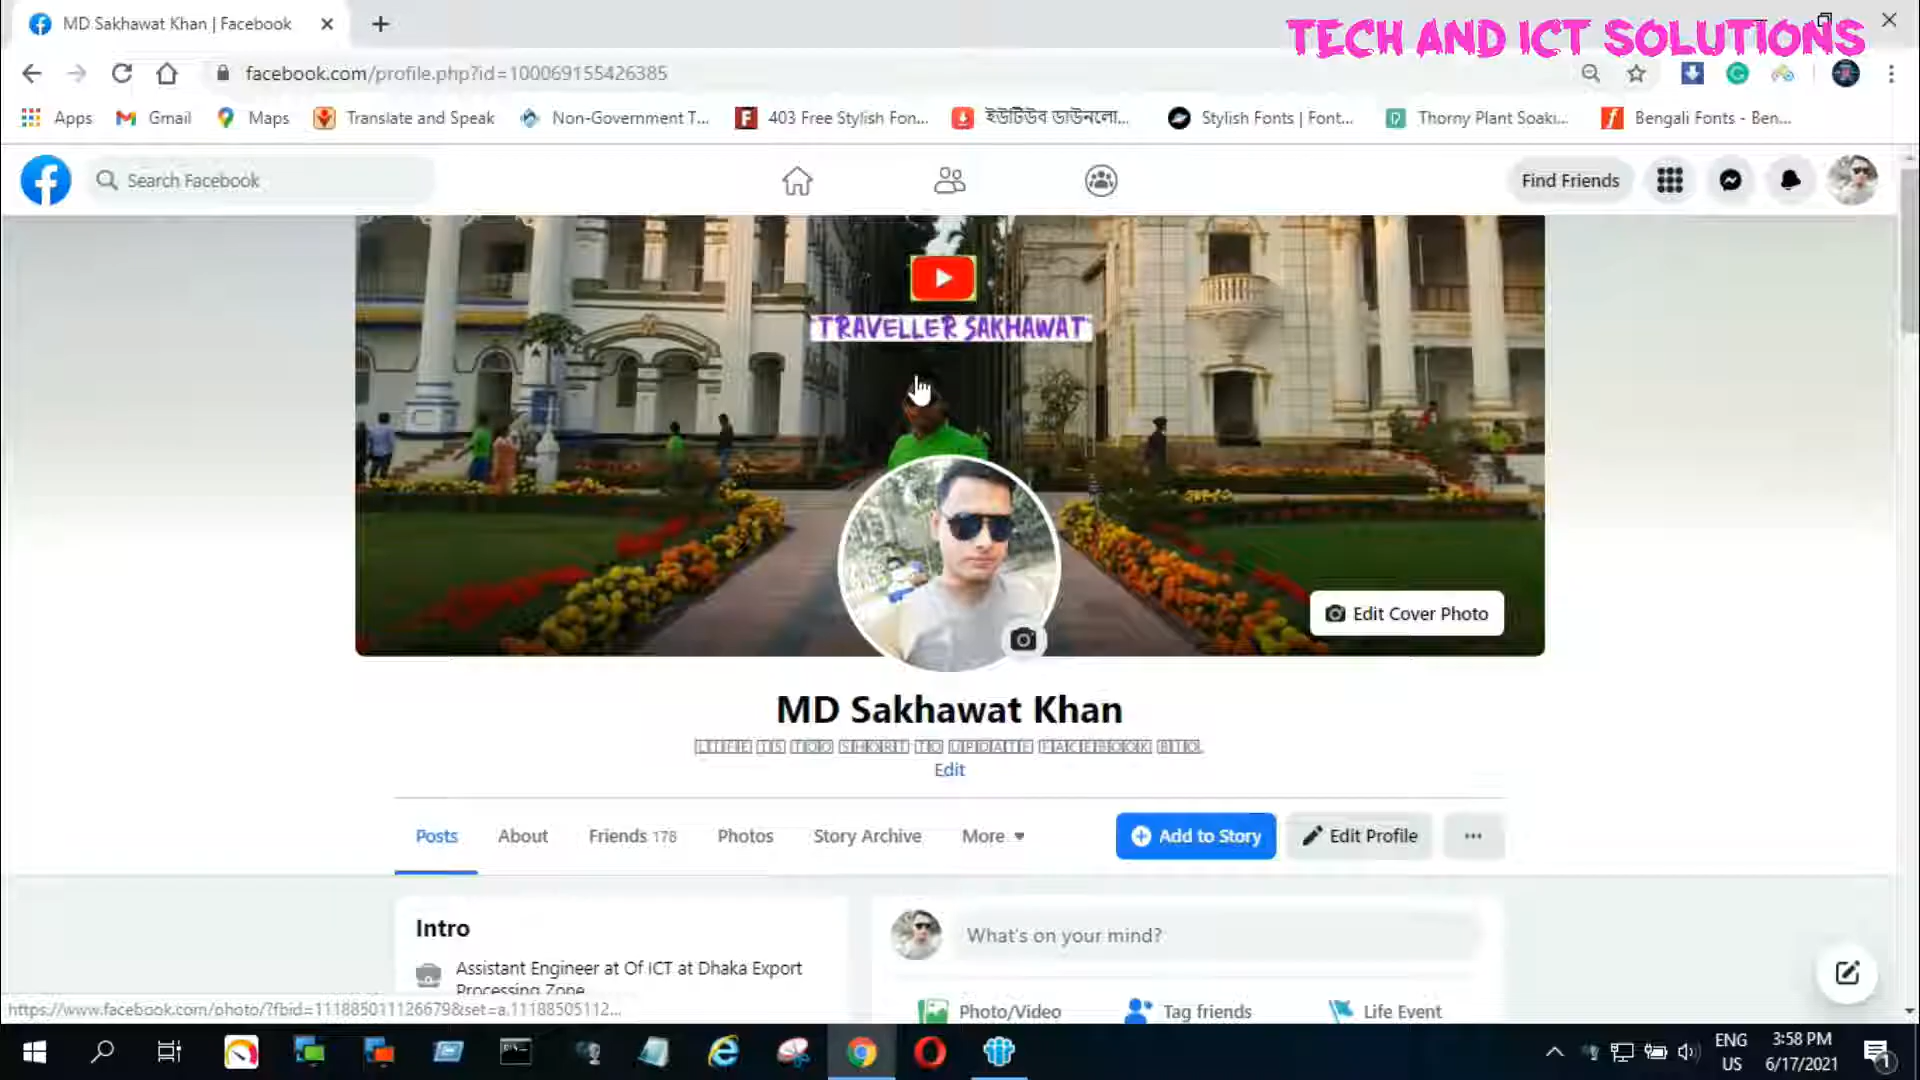 MD Sakhawat Khan | Facebook
TECH AND ICT SOLUTIONS
facebook.com/profile.php?id=100069155426385
Apps Gmail Maps Translate and Speak Non-Government T... 403 Free Stylish Fon... ইউটিউব ডাউনলো... Stylish Fonts | Font... Thorny Plant Soaki... Bengali Fonts - Ben...
Search Facebook
Find Friends
TRAVELLER SAKHAWAT
Edit Cover Photo
MD Sakhawat Khan
LIFE IS TOO SHORT TO UPDATE FACEBOOK BIO.
Edit
Posts About Friends 178 Photos Story Archive More Add to Story Edit Profile
Intro
What's on your mind?
Assistant Engineer at Of ICT at Dhaka Export
Processing Zone
Photo/Video Tag friends Life Event
https://www.facebook.com/photo/?fbid=111885011126679&set=a.11188505112...
ENG
US
3:58 PM
6/17/2021
1